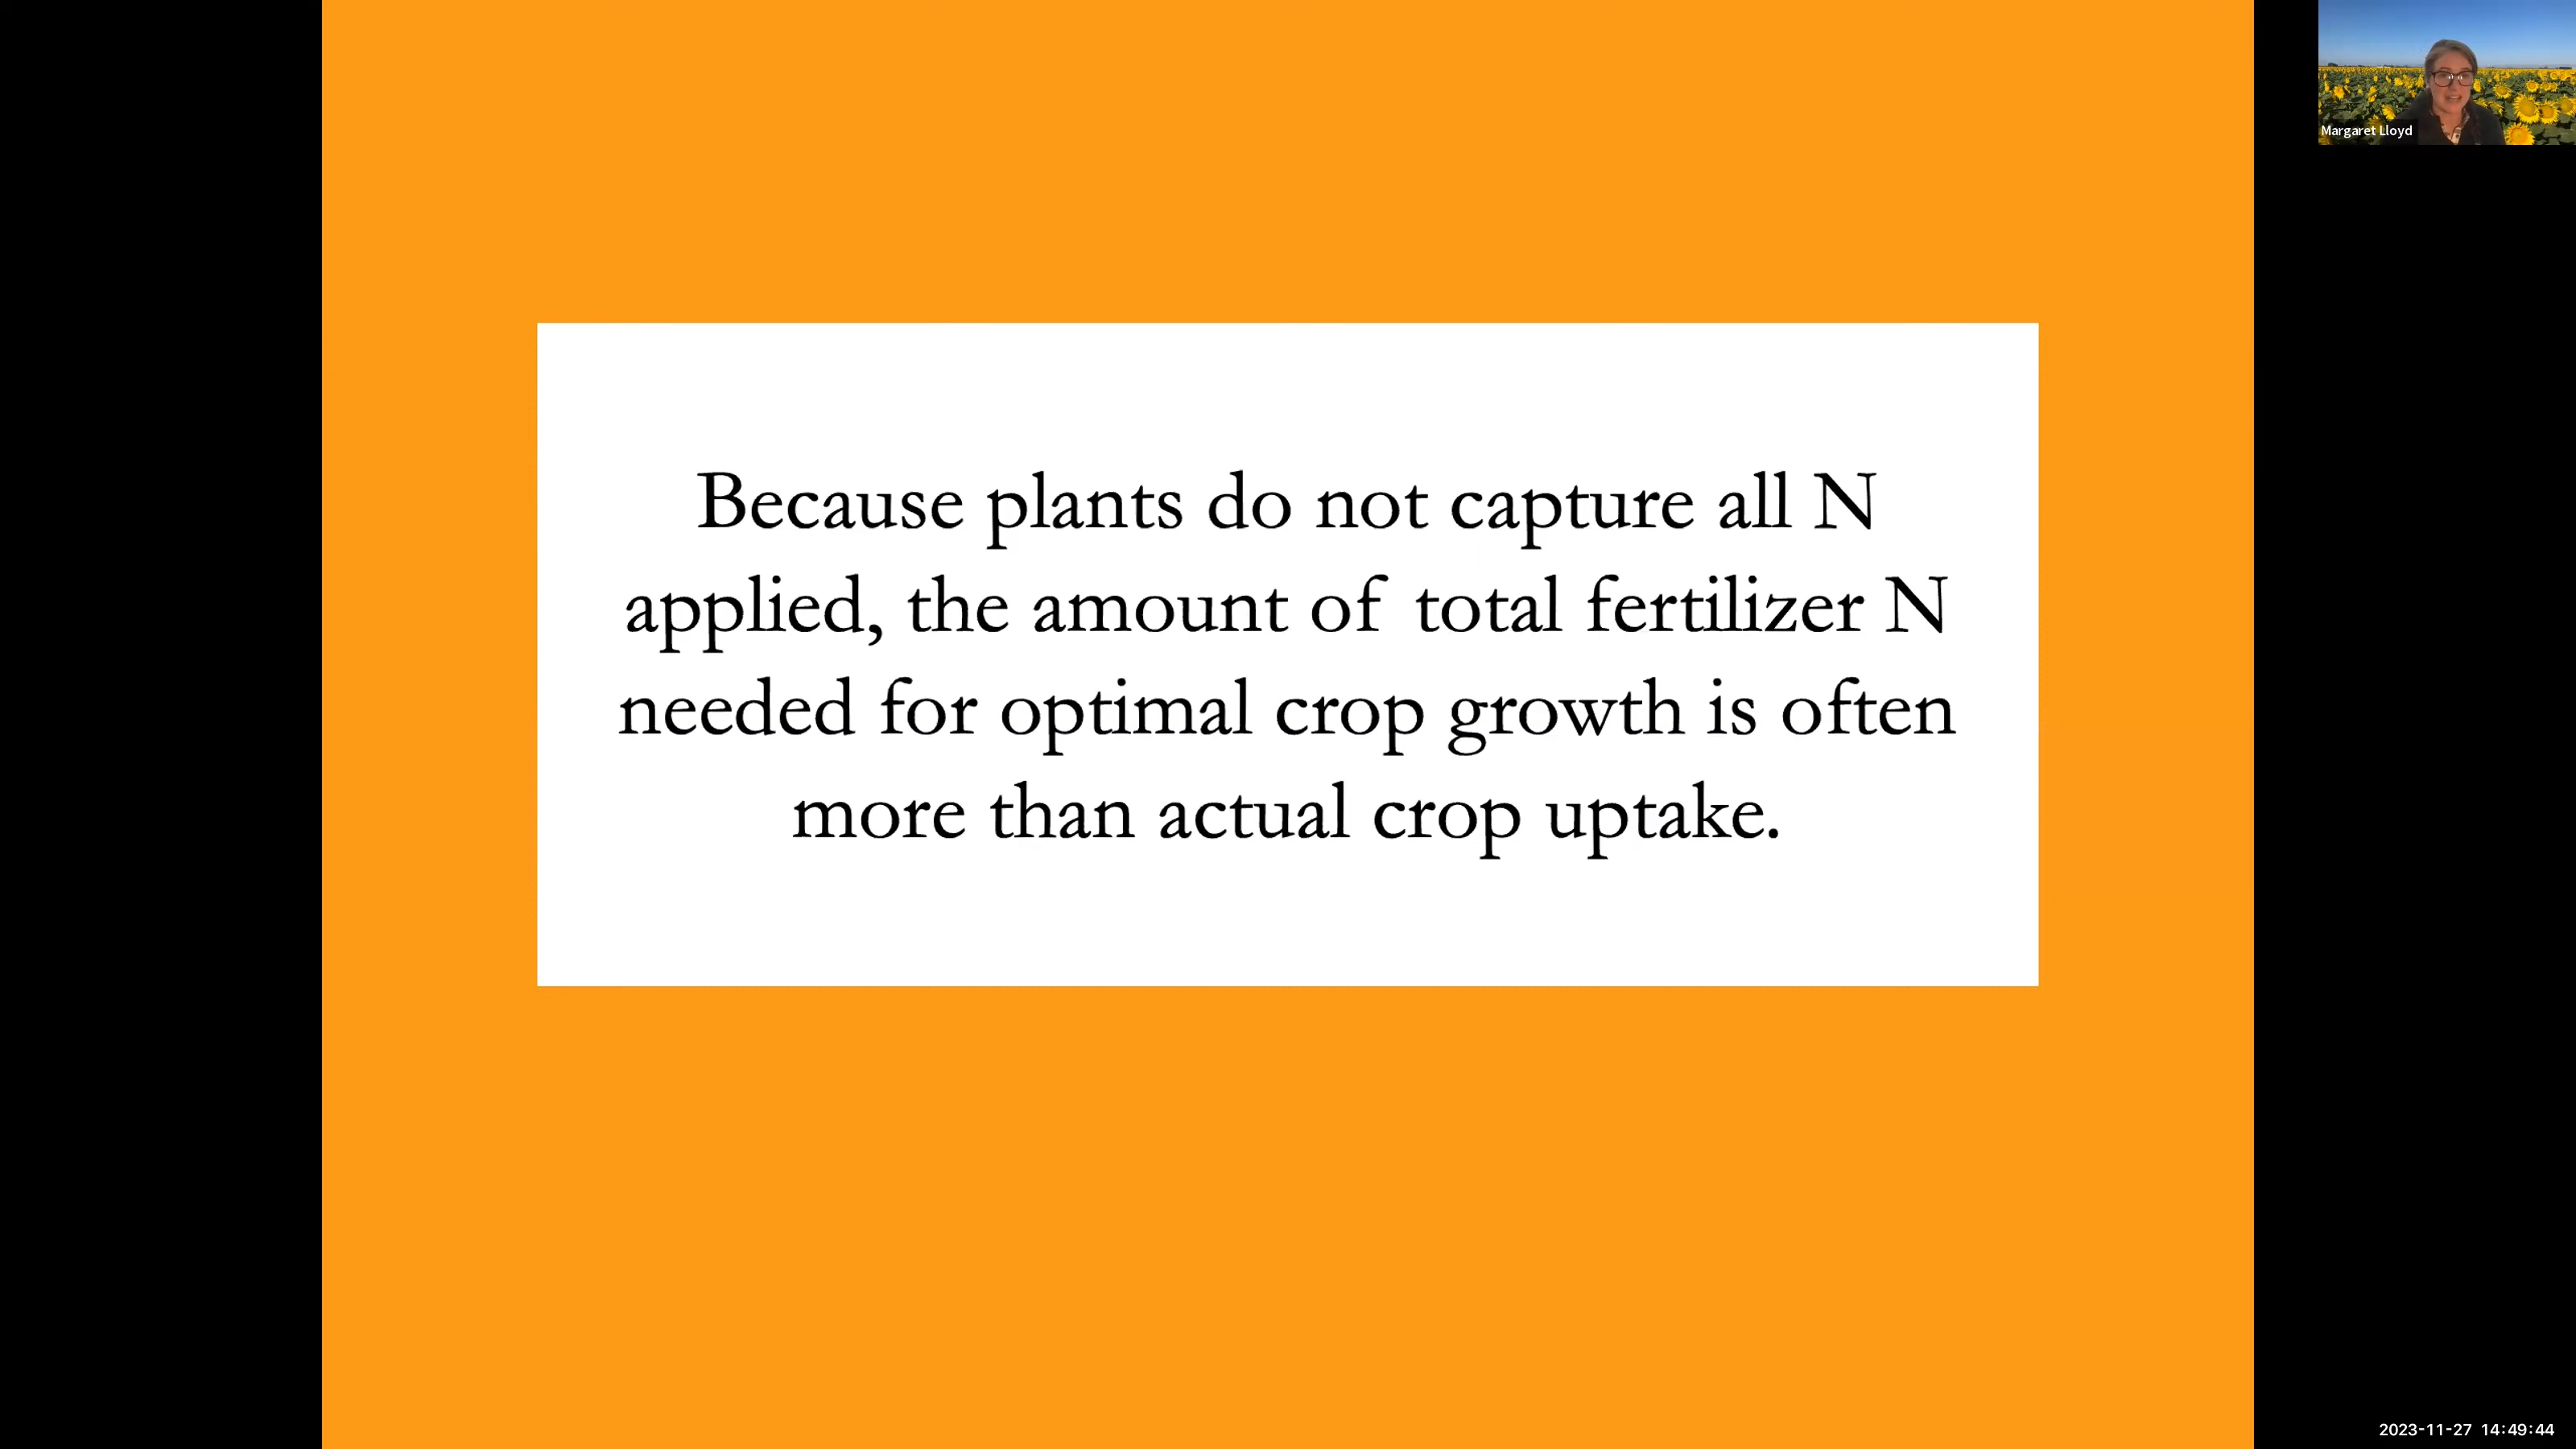 Because plants do not capture all N
applied, the amount of total fertilizer N
needed for optimal crop growth is often
more than actual crop uptake.
Margaret Lloyd
2023-11-27 14:49:44